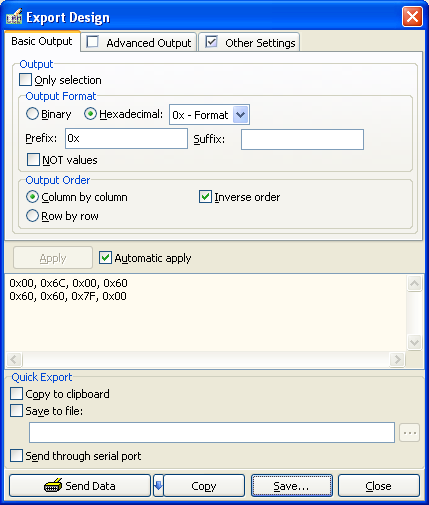 Export Design
Basic Output
Advanced Output
Other Settings
Output
Only selection
Output Format
Binary
Hexadecimal:
0x - Format
Prefix:
0x
Suffix:
NOT values
Output Order
Column by column
Inverse order
Row by row
Apply
Automatic apply
0x00, 0x6C, 0x00, 0x60
0x60, 0x60, 0x7F, 0x00
Quick Export
Copy to clipboard
Save to file:
...
Send through serial port
Send Data
Copy
Save...
Close